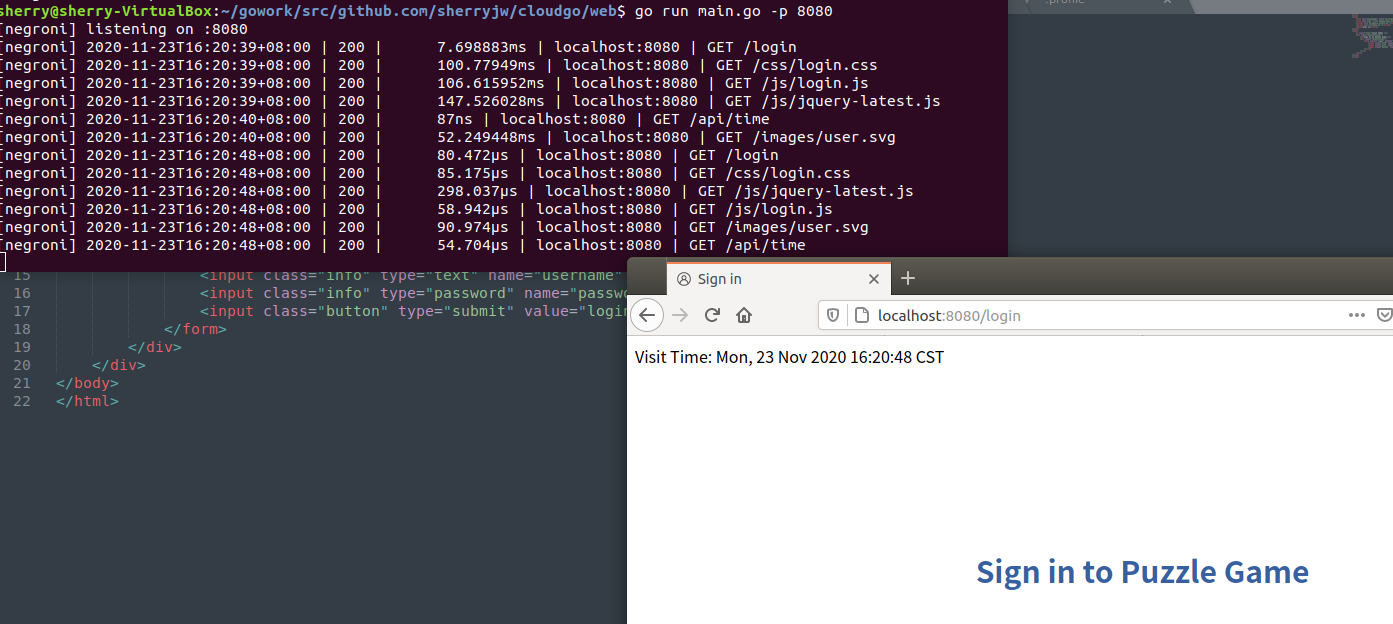 sherry@sherry-VirtualBox:~/gowork/src/github.com/sherryjw/cloudgo/web$ go run main.go -p 8080
[negroni] listening on :8080
[negroni] 2020-11-23T16:20:39+08:00 | 200 |      7.698883ms | localhost:8080 | GET /login
[negroni] 2020-11-23T16:20:39+08:00 | 200 |      100.77949ms | localhost:8080 | GET /css/login.css
[negroni] 2020-11-23T16:20:39+08:00 | 200 |      106.615952ms | localhost:8080 | GET /js/login.js
[negroni] 2020-11-23T16:20:39+08:00 | 200 |      147.526028ms | localhost:8080 | GET /js/jquery-latest.js
[negroni] 2020-11-23T16:20:40+08:00 | 200 |      87ns | localhost:8080 | GET /api/time
[negroni] 2020-11-23T16:20:40+08:00 | 200 |      52.249448ms | localhost:8080 | GET /images/user.svg
[negroni] 2020-11-23T16:20:48+08:00 | 200 |      80.472µs | localhost:8080 | GET /login
[negroni] 2020-11-23T16:20:48+08:00 | 200 |      85.175µs | localhost:8080 | GET /css/login.css
[negroni] 2020-11-23T16:20:48+08:00 | 200 |      298.037µs | localhost:8080 | GET /js/jquery-latest.js
[negroni] 2020-11-23T16:20:48+08:00 | 200 |      58.942µs | localhost:8080 | GET /js/login.js
[negroni] 2020-11-23T16:20:48+08:00 | 200 |      90.974µs | localhost:8080 | GET /images/user.svg
[negroni] 2020-11-23T16:20:48+08:00 | 200 |      54.704µs | localhost:8080 | GET /api/time
.profile
15 <input class="info" type="text" name="username"
16 <input class="info" type="password" name="passw
17 <input class="button" type="submit" value="login
18 </form>
19 </div>
20 </div>
21 </body>
22 </html>
Sign in
localhost:8080/login
Visit Time: Mon, 23 Nov 2020 16:20:48 CST
Sign in to Puzzle Game